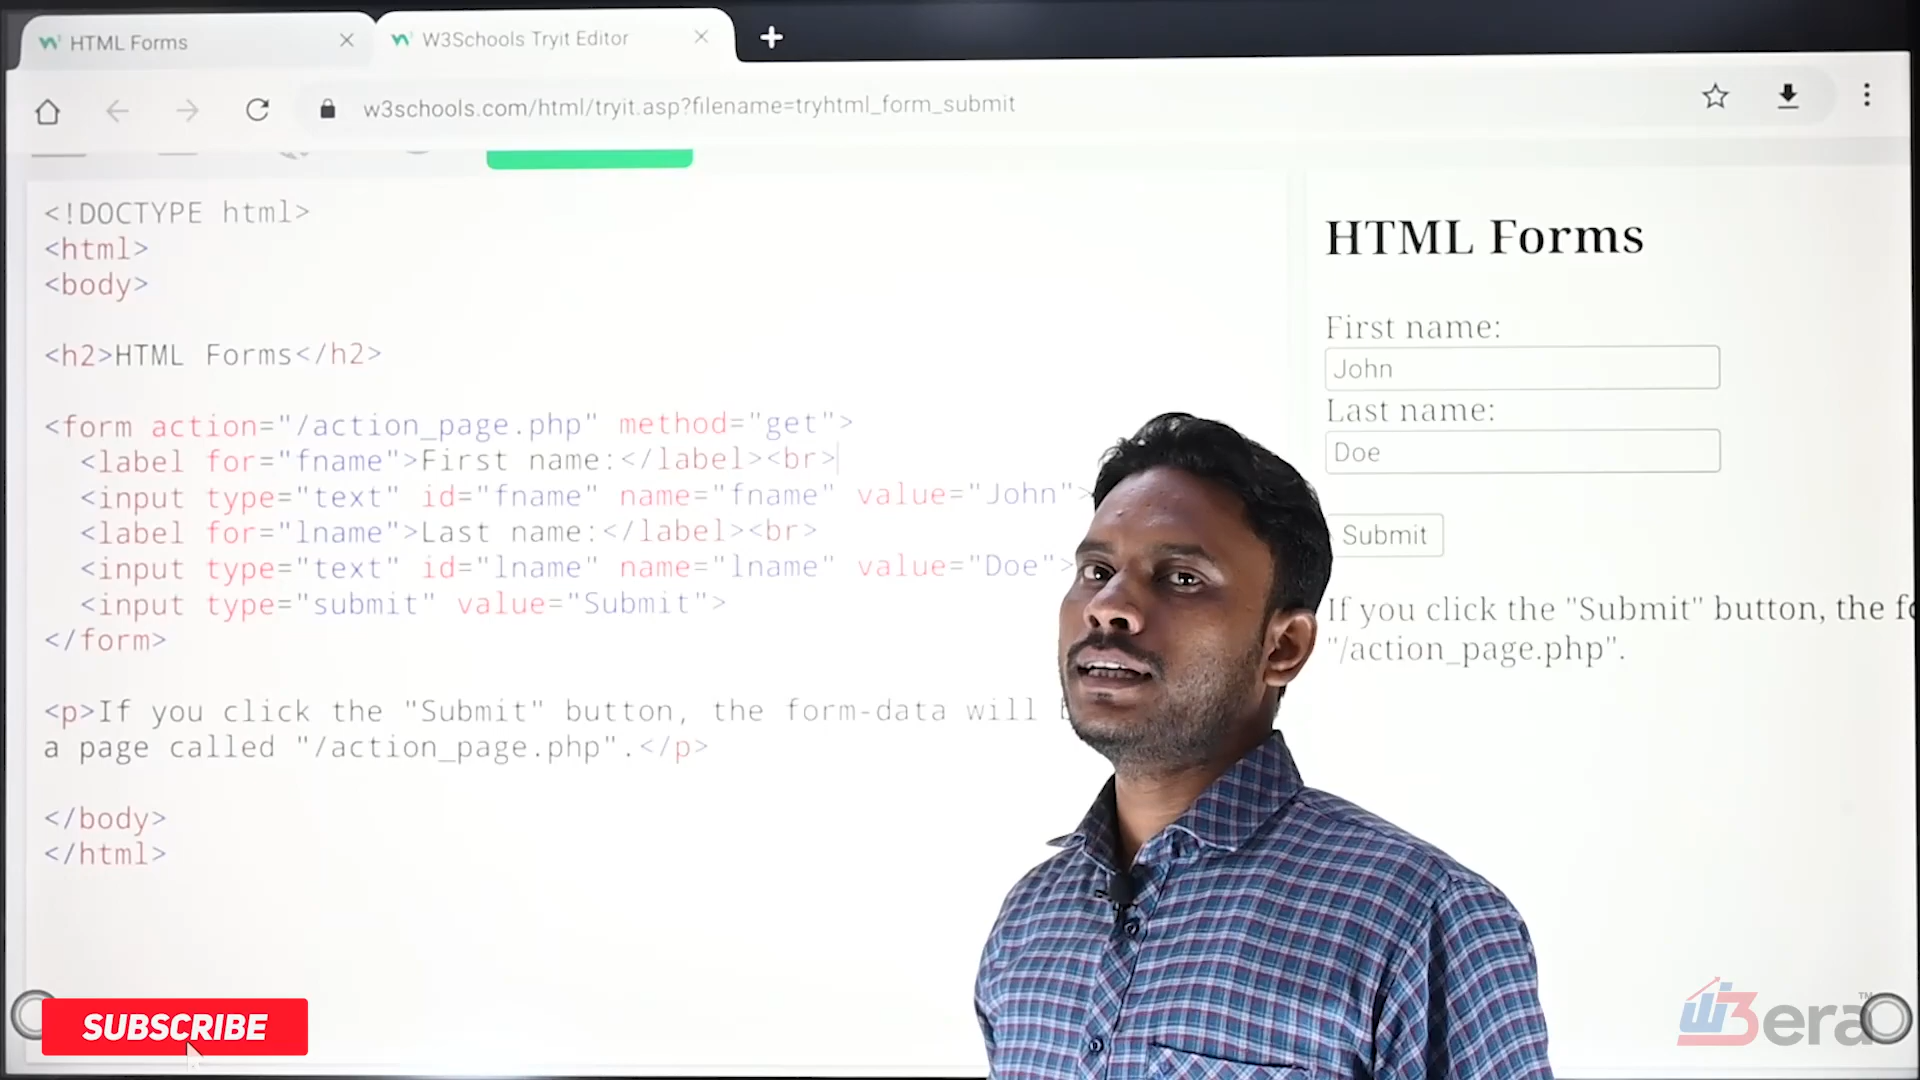 HTML Forms
W3Schools Tryit Editor
w3schools.com/html/tryit.asp?filename=tryhtml_form_submit
<!DOCTYPE html>
<html>
<body>
<h2>HTML Forms</h2>
<form action="/action_page.php" method="get">
<label for="fname">First name:</label><br>
<input type="text" id="fname" name="fname" value="John">
<label for="lname">Last name:</label><br>
<input type="text" id="lname" name="lname" value="Doe">
<input type="submit" value="Submit">
</form>
<p>If you click the "Submit" button, the form-data will
a page called "/action_page.php".</p>
</body>
</html>
HTML Forms
First name:
John
Last name:
Doe
Submit
If you click the "Submit" button, the
"/action_page.php".
SUBSCRIBE
W3era™